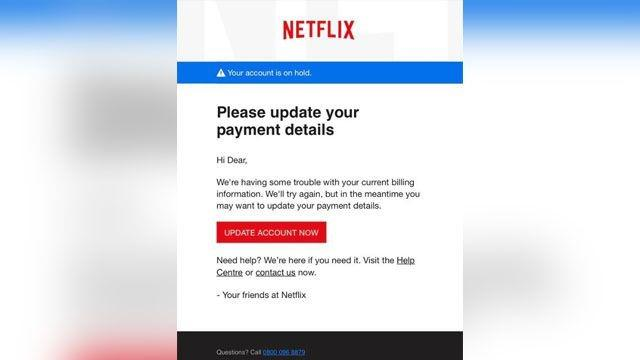 NETFLIX
Your account is on hold.
Please update your
payment details
Hi Dear,
We're having some trouble with your current billing
information. We'll try again, but in the meantime you
may want to update your payment details.
UPDATE ACCOUNT NOW
Need help? We're here if you need it. Visit the Help
Centre or contact us now.
- Your friends at Netflix
Questions? Call 0800 096 8879